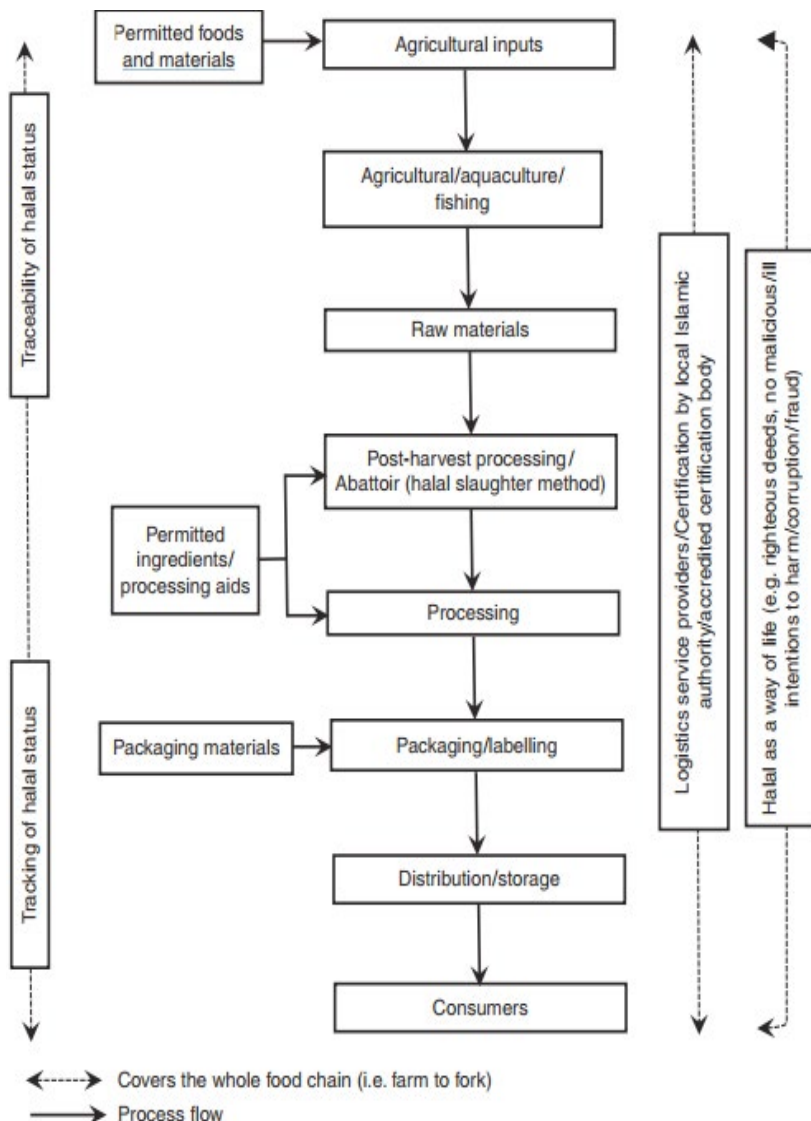 Permitted foods
and materials
Agricultural inputs
Agricultural/aquaculture/
fishing
Raw materials
Post-harvest processing/
Abattoir (halal slaughter method)
Permitted
ingredients/
processing aids
Processing
Packaging materials
Packaging/labelling
Distribution/storage
Consumers
Traceability of halal status
Tracking of halal status
Logistics service providers/Certification by local Islamic
authority/accredited certification body
Halal as a way of life (e.g. righteous deeds, no malicious/ill
intentions to harm/corruption/fraud)
Covers the whole food chain (i.e. farm to fork)
Process flow